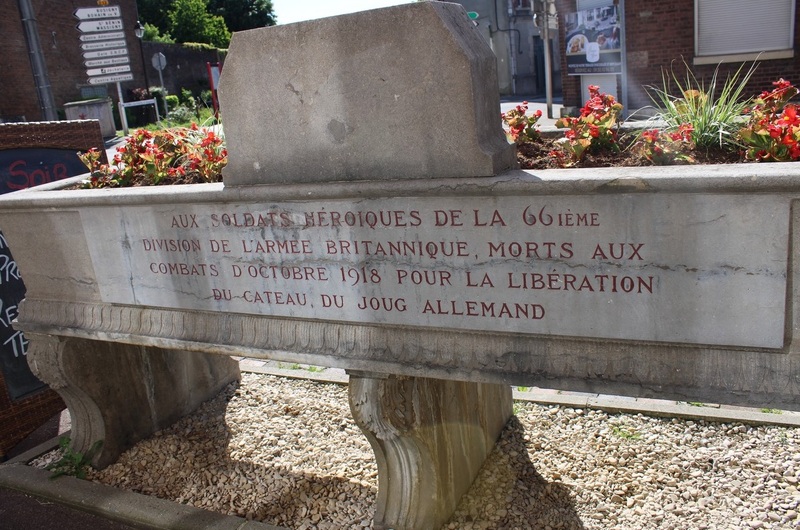 AUX SOLDATS HÉROIQUES DE LA 66IÈME
DIVISION DE L'ARMÉE BRITANNIQUE, MORTS AUX
COMBATS D'OCTOBRE 1918 POUR LA LIBÉRATION
DU CATEAU, DU JOUG ALLEMAND